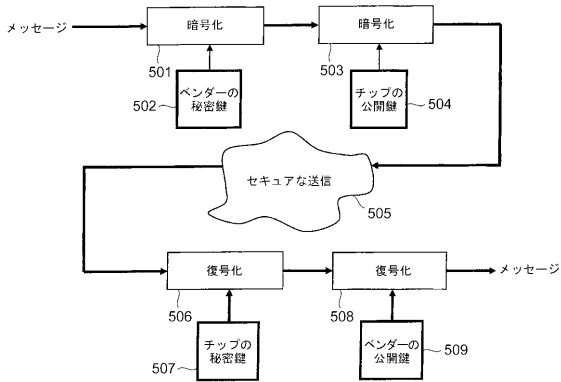 メッセージ
暗号化
501
ベンダーの
秘密鍵
502
暗号化
503
チップの
公開鍵
504
セキュアな送信
505
復号化
506
チップの
秘密鍵
507
復号化
508
ベンダーの
公開鍵
509
メッセージ